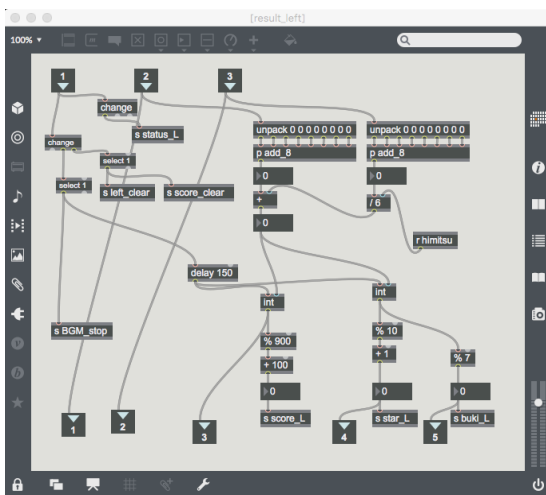 [result_left]
100% ▼
1
2
3
change
s status_L
unpack 0 0 0 0 0 0 0 0
unpack 0 0 0 0 0 0 0 0
change
p add_8
p add_8
select 1
0
0
select 1
s left_clear
s score_clear
+
/ 6
0
r himitsu
delay 150
int
int
s BGM_stop
% 900
% 10
+ 100
+ 1
% 7
0
0
0
s score_L
s star_L
s buki_L
1
2
3
4
5